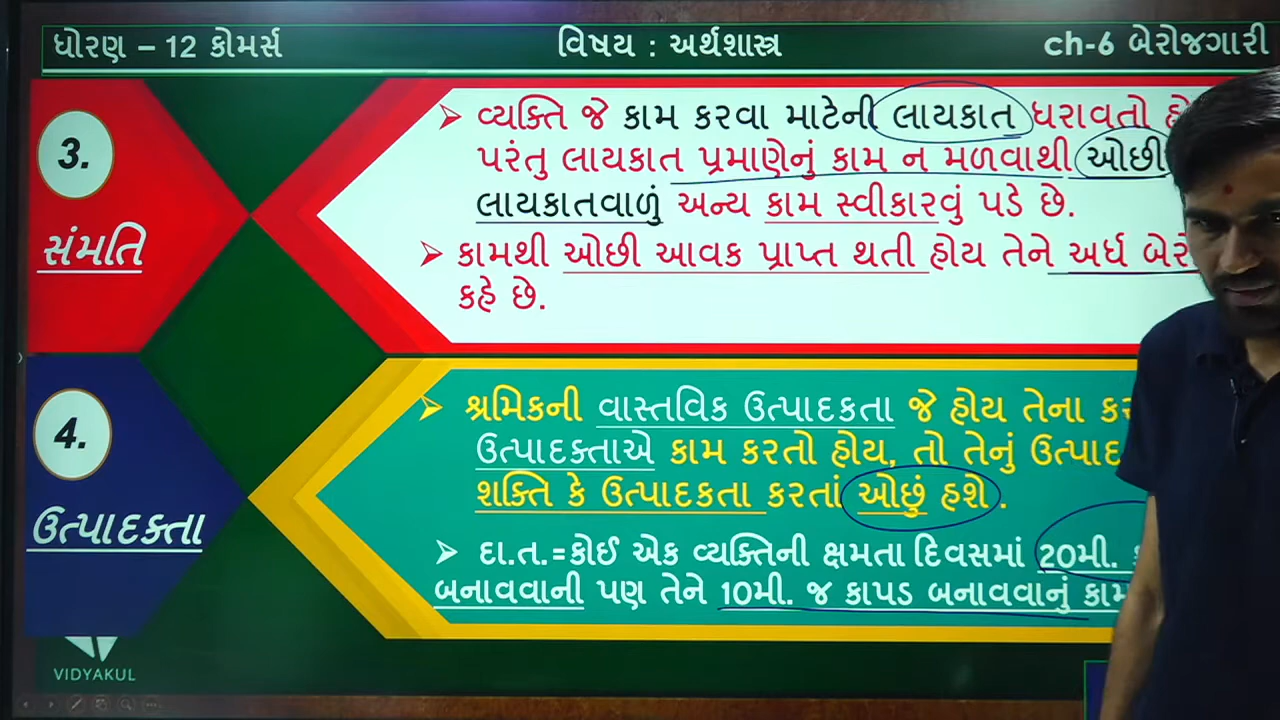 ધોરણ – 12 કોમર્સ
વિષય : અર્થશાસ્ત્ર
ch-6 બેરોજગારી
3.
સંમતિ
➢ વ્યક્તિ જે કામ કરવા માટેની લાયકાત ધરાવતો
પરંતુ લાયકાત પ્રમાણેનું કામ ન મળવાથી ઓછી
લાયકાતવાળું અન્ય કામ સ્વીકારવું પડે છે.
➢ કામથી ઓછી આવક પ્રાપ્ત થતી હોય તેને અર્ધ
કહે છે.
4.
ઉત્પાદકતા
➢ શ્રમિકની વાસ્તવિક ઉત્પાદકતા જે હોય તેના
ઉત્પાદકતાએ કામ કરતો હોય, તો તેનું
શક્તિ કે ઉત્પાદકતા કરતાં ઓછું હશે .
➢ દા.ત.=કોઈ એક વ્યક્તિની ક્ષમતા દિવસમાં 20મી.
બનાવવાની પણ તેને 10મી. જ કાપડ બનાવવાનું
VIDYAKUL